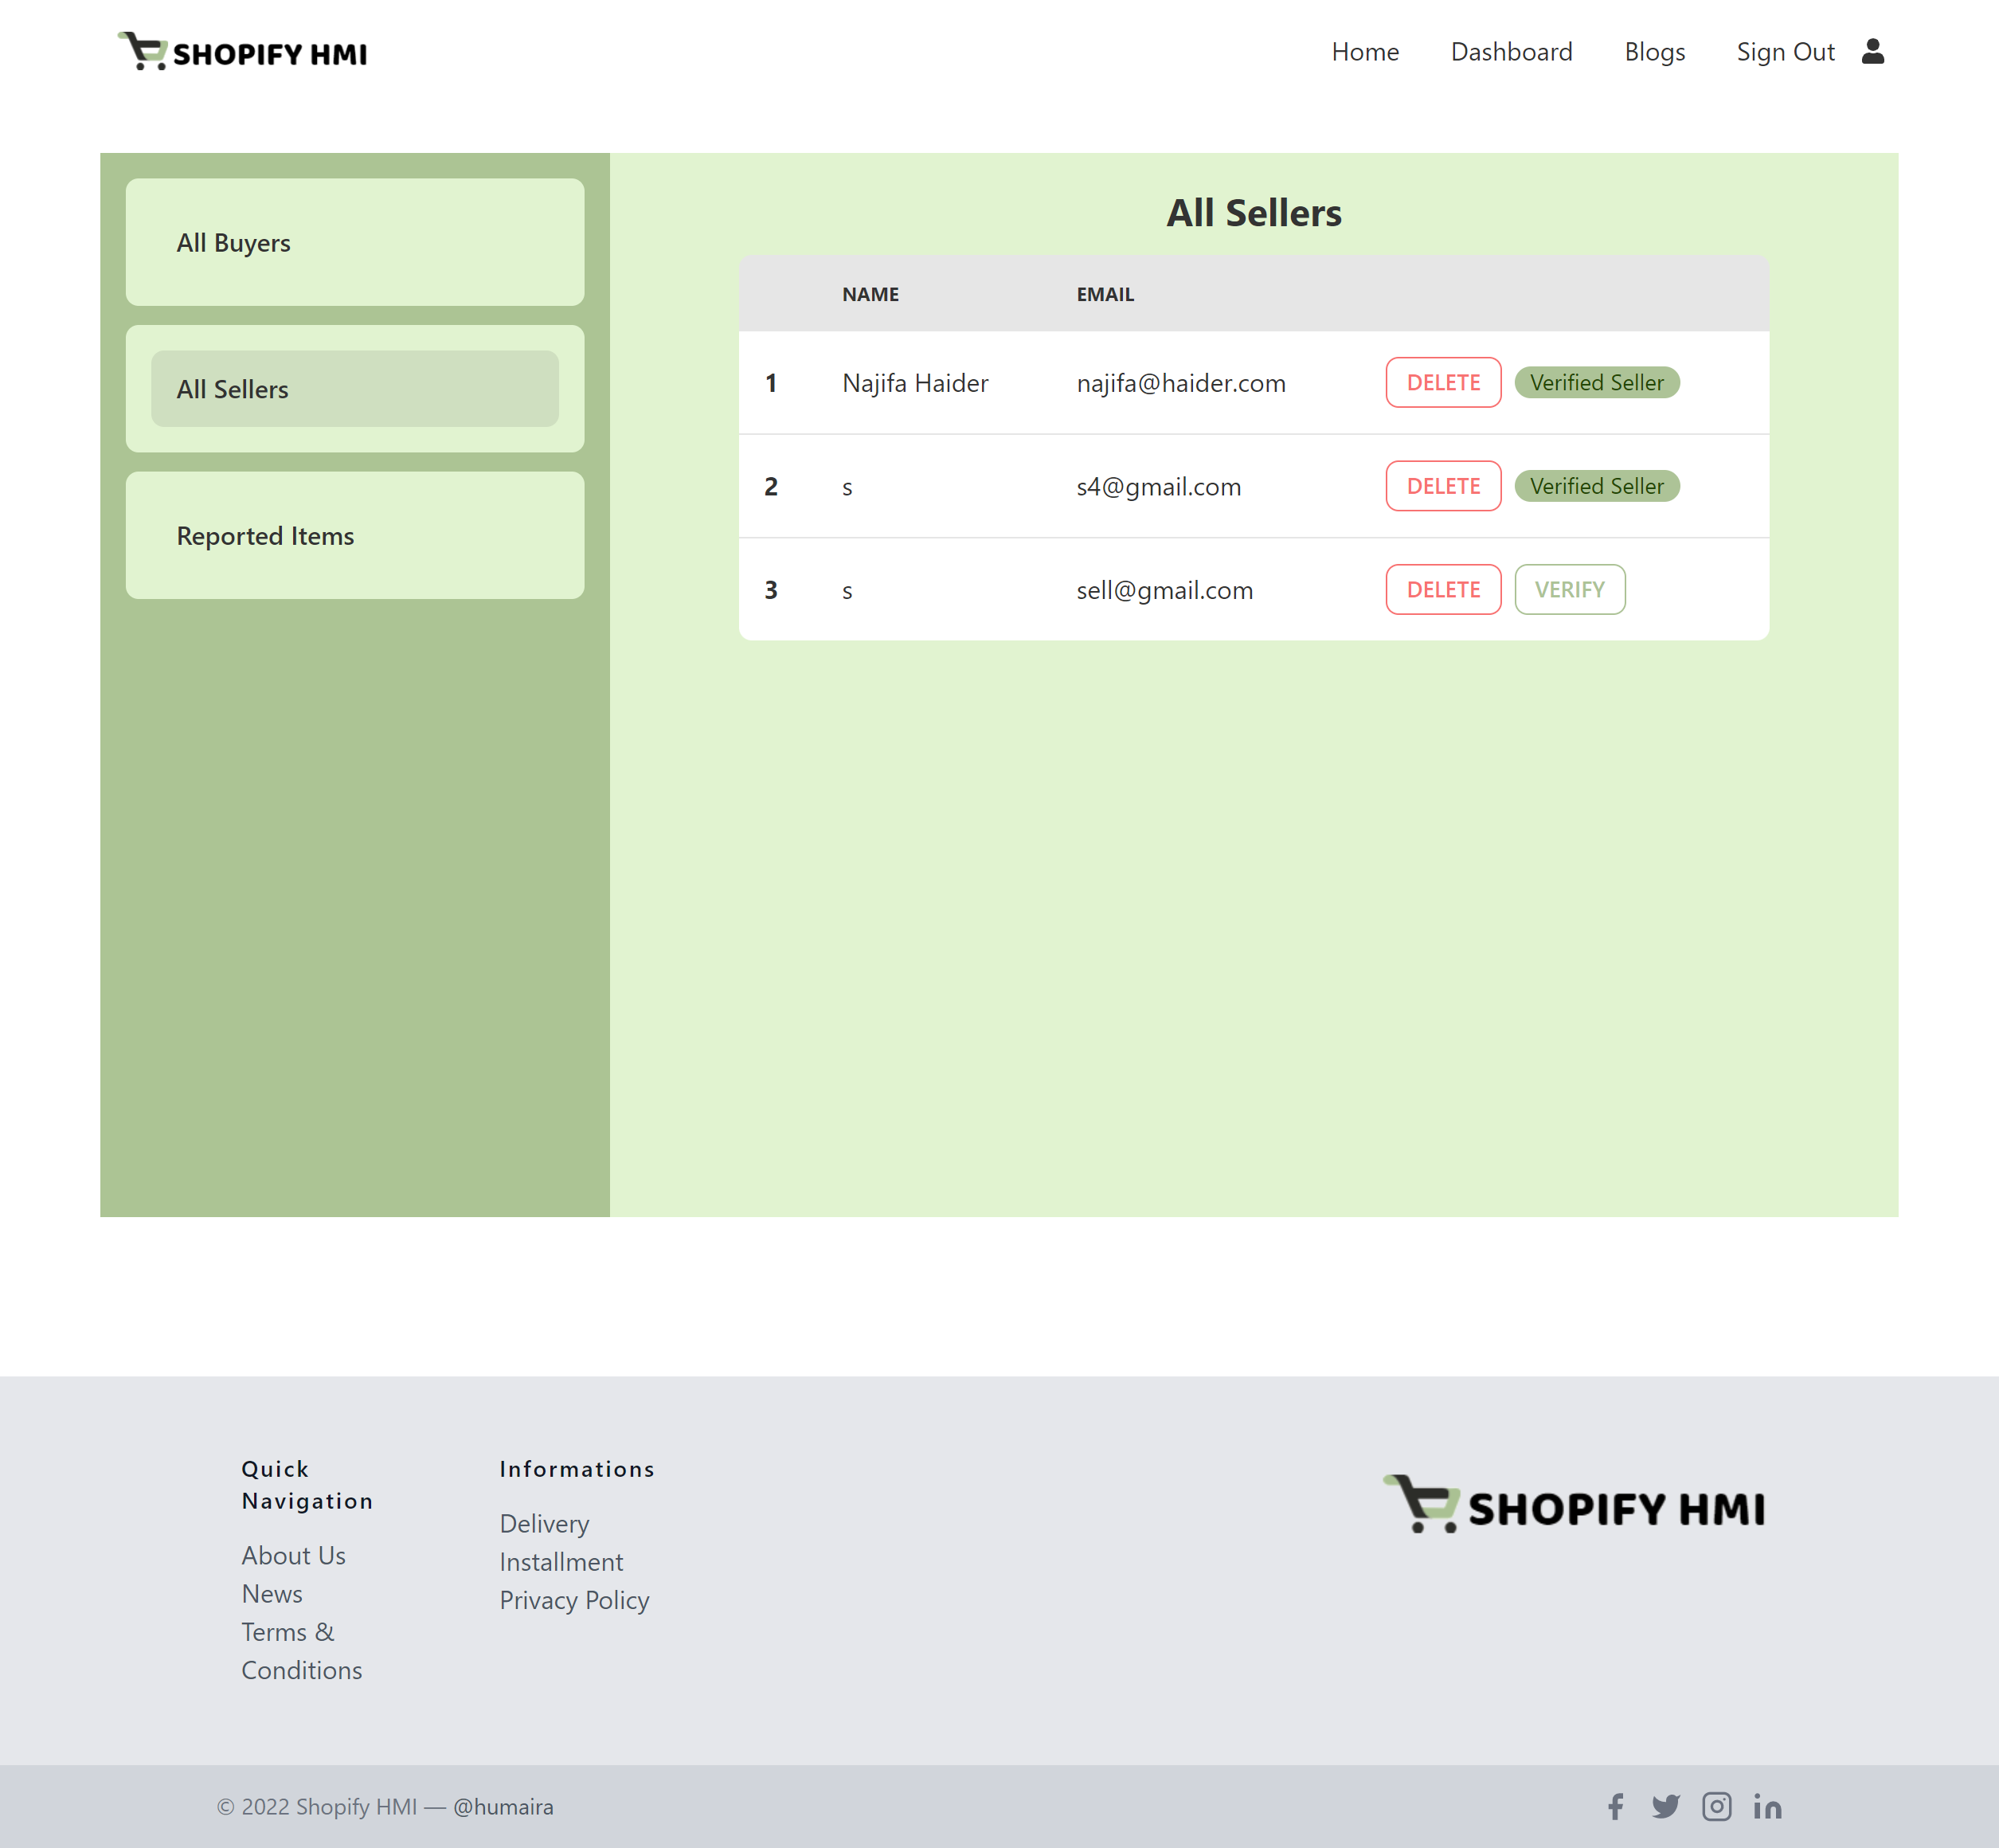 SHOPIFY HMI
Home Dashboard Blogs Sign Out
All Buyers
All Sellers
Reported Items
All Sellers
NAME EMAIL
1 Najifa Haider najifa@haider.com DELETE Verified Seller
2 s s4@gmail.com DELETE Verified Seller
3 s sell@gmail.com DELETE VERIFY
Quick
Navigation
About Us
News
Terms &
Conditions
Informations
Delivery
Installment
Privacy Policy
SHOPIFY HMI
© 2022 Shopify HMI — @humaira